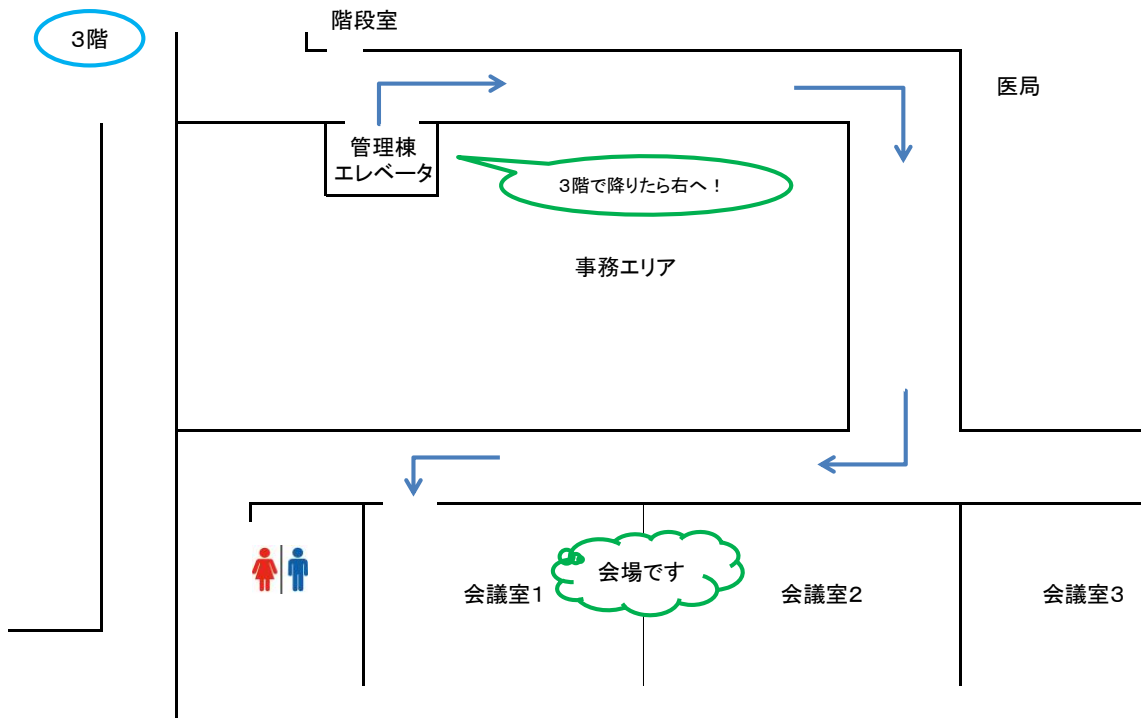 3階
階段室
医局
管理棟
エレベータ
3階で降りたら右へ!
事務エリア
会場です
会議室1
会議室2
会議室3